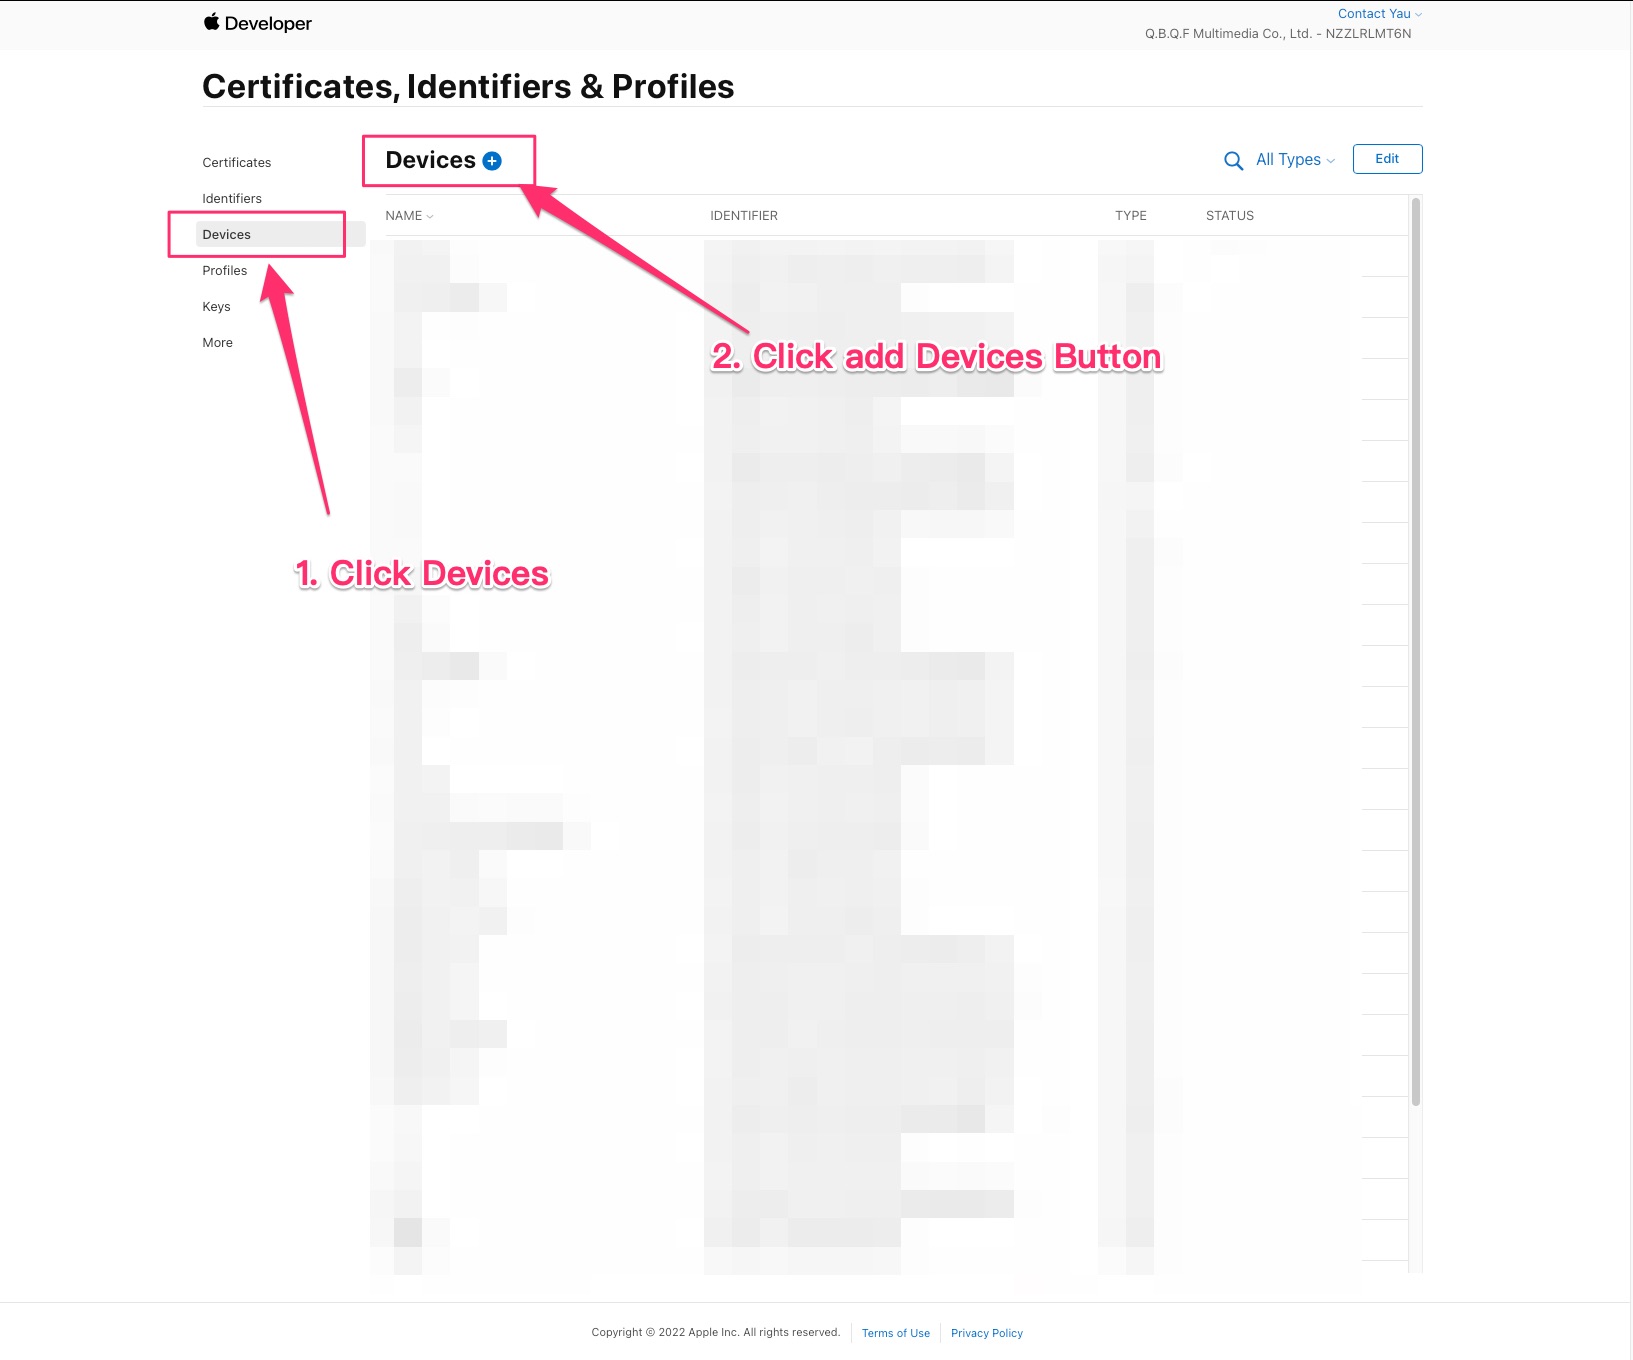 Developer
Contact Yau
Q.B.Q.F Multimedia Co., Ltd. - NZZLRLMT6N
Certificates, Identifiers & Profiles
Certificates
Identifiers
Devices
Profiles
Keys
More
Devices
All Types
Edit
NAME
IDENTIFIER
TYPE
STATUS
2. Click add Devices Button
1. Click Devices
Copyright © 2022 Apple Inc. All rights reserved.
Terms of Use
Privacy Policy